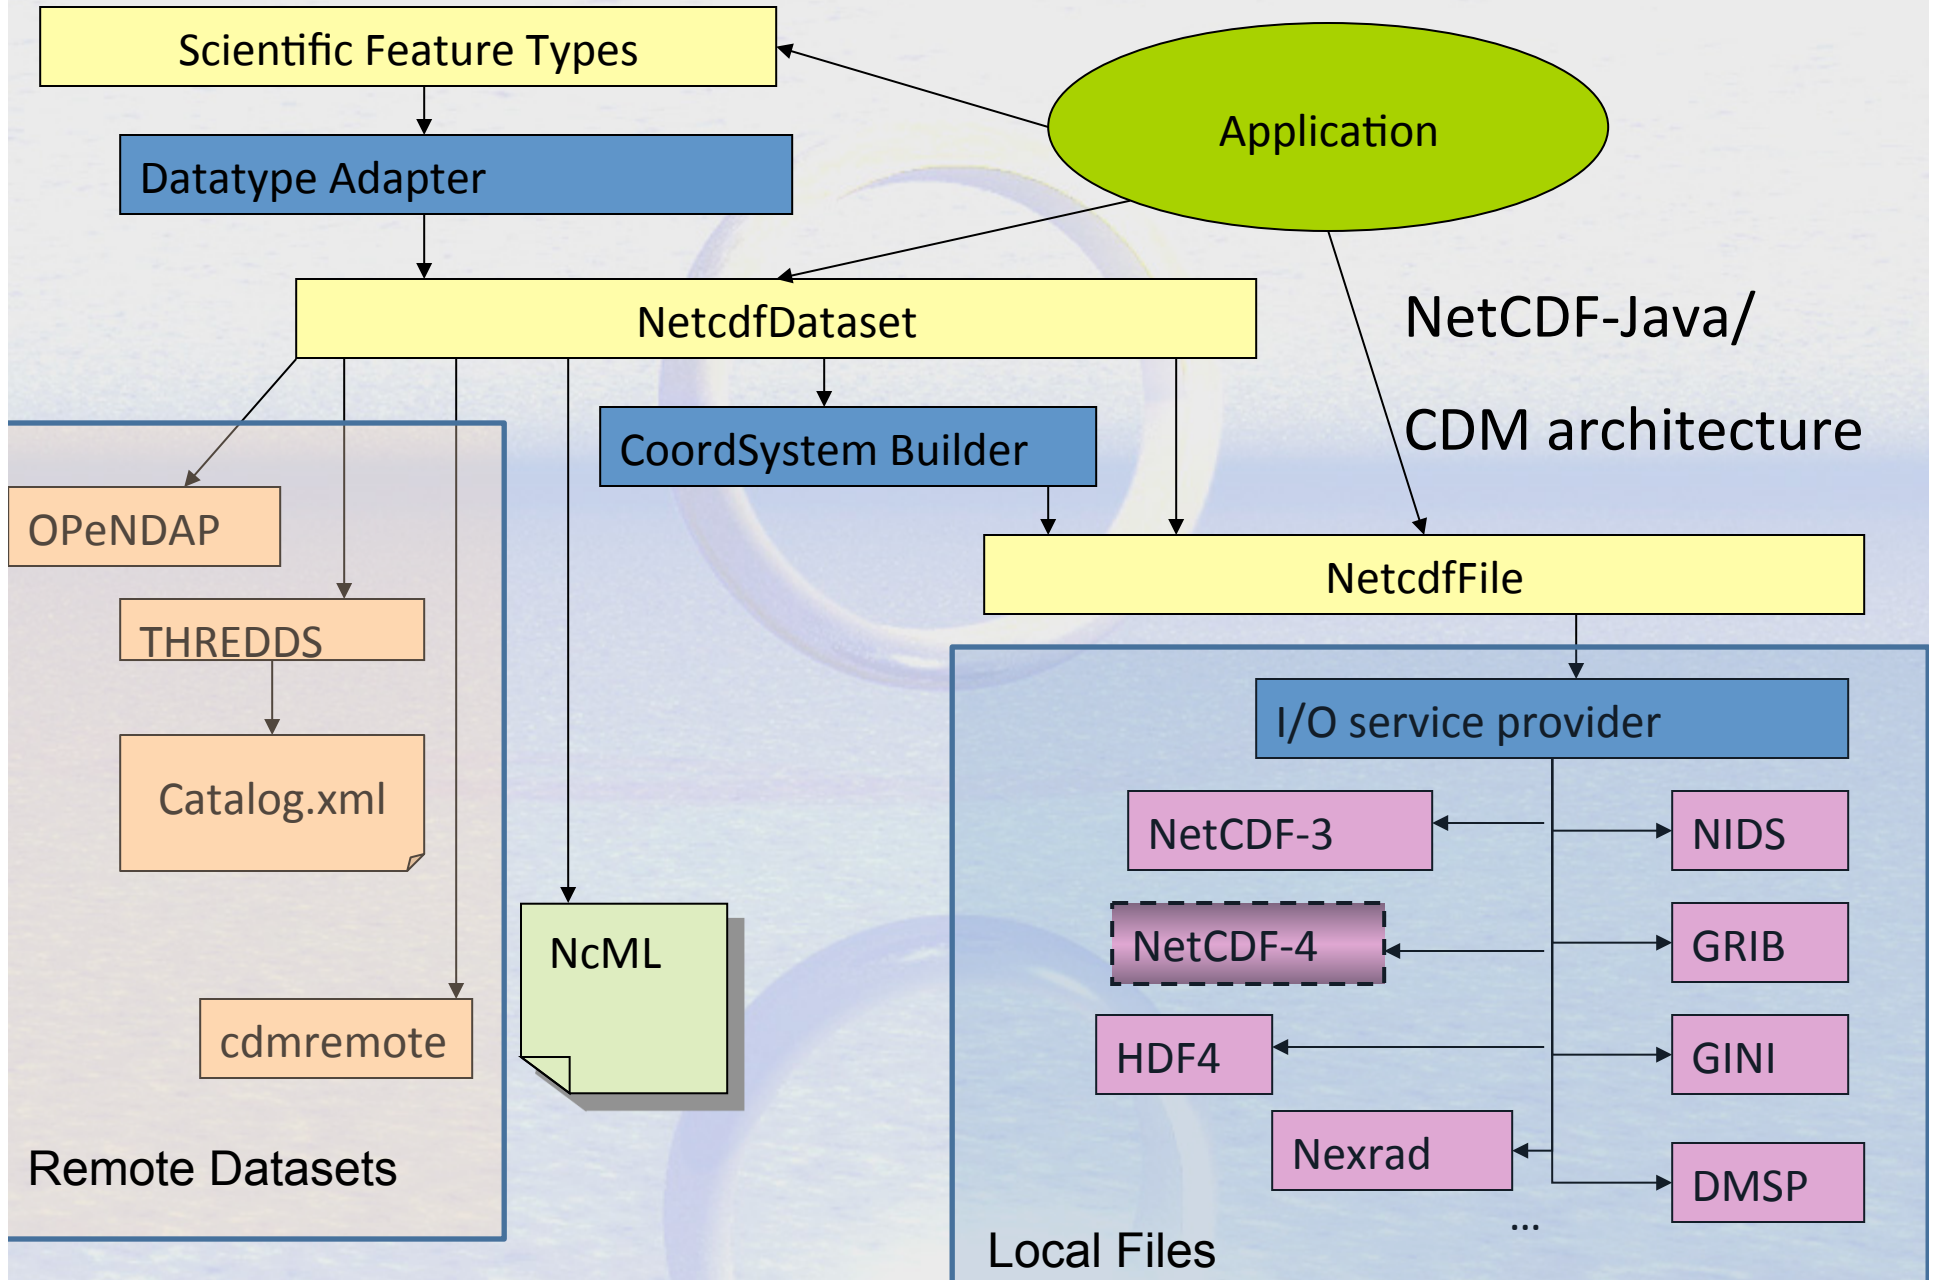 Scientific Feature Types
Application
Datatype Adapter
NetcdfDataset
NetCDF-Java/
CDM architecture
CoordSystem Builder
OPeNDAP
NetcdfFile
THREDDS
I/O service provider
Catalog.xml
NetCDF-3
NIDS
NcML
NetCDF-4
GRIB
cdmremote
HDF4
GINI
Nexrad
DMSP
...
Remote Datasets
Local Files